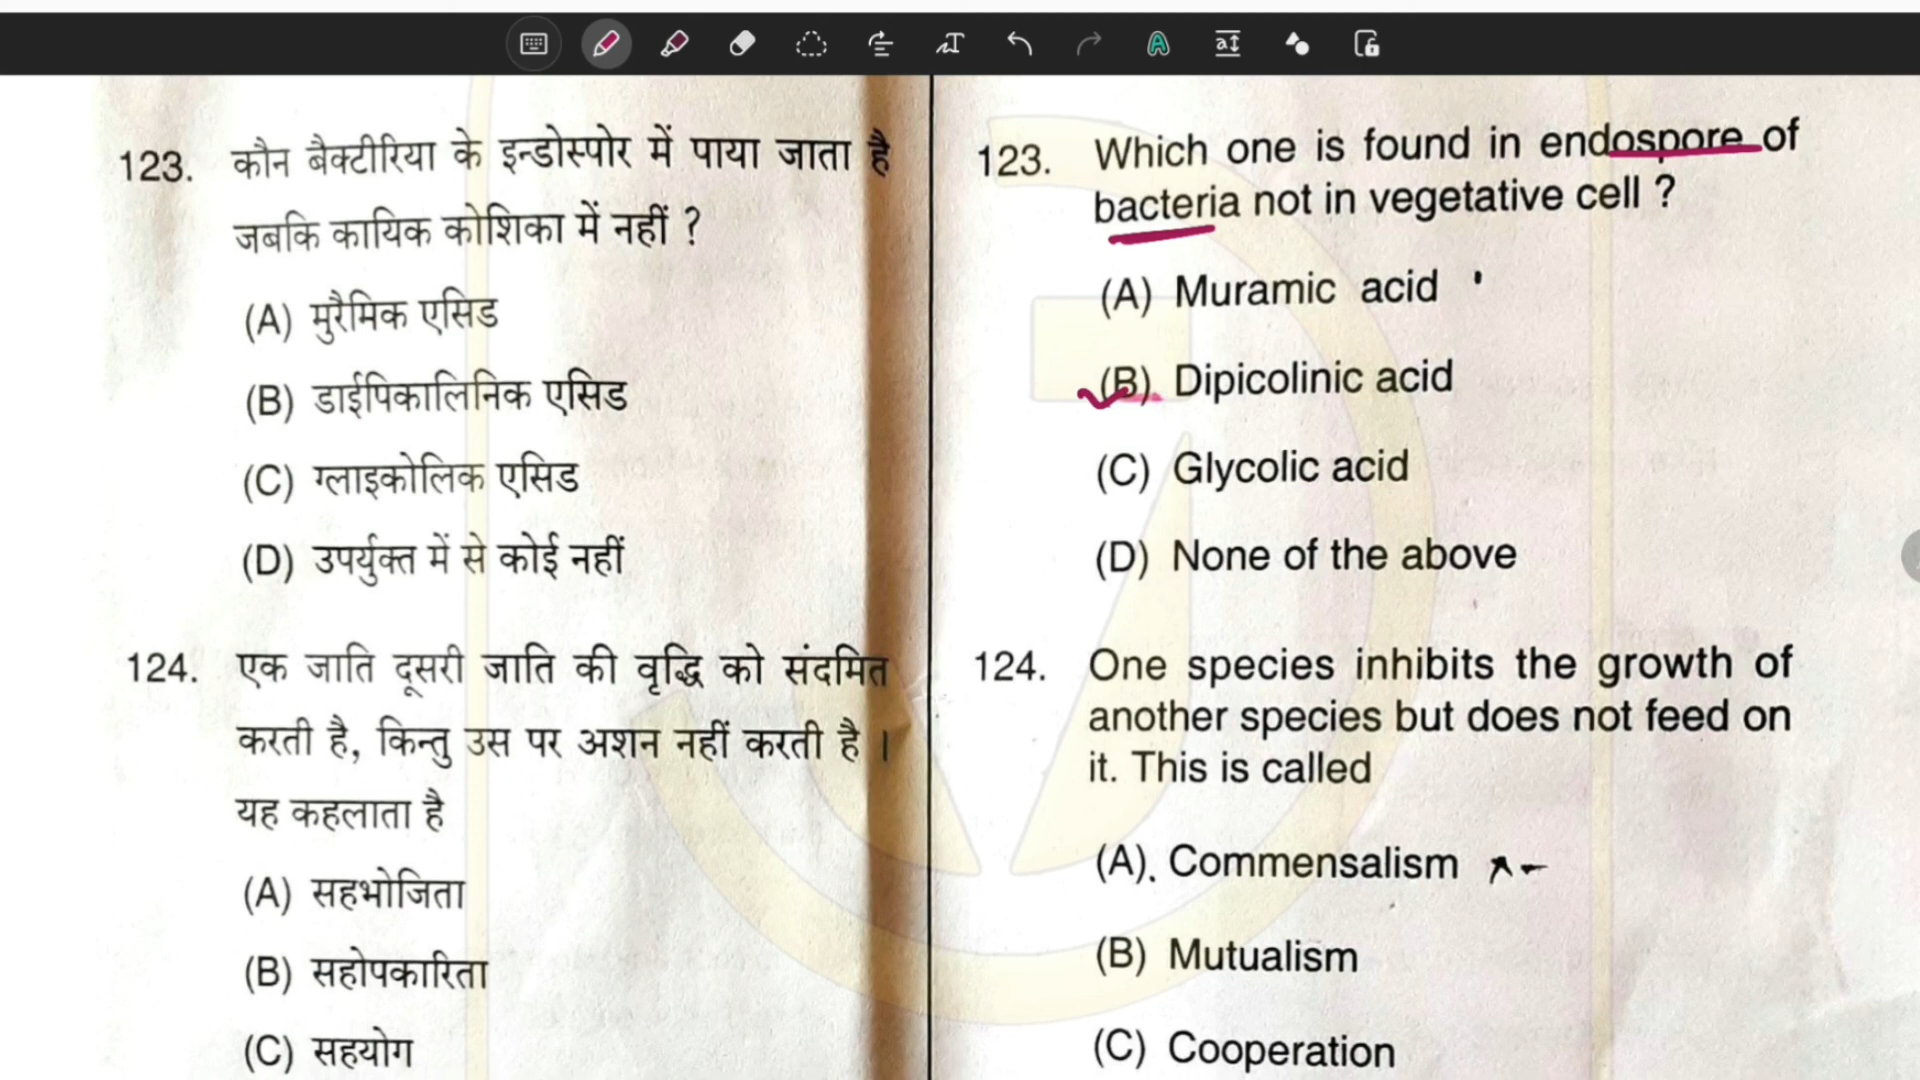 123. कौन बैक्टीरिया के इन्डोस्पोर में पाया जाता है
जबकि कायिक कोशिका में नहीं ?
(A) मुरैमिक एसिड
(B) डाईपिकालिनिक एसिड
(C) ग्लाइकोलिक एसिड
(D) उपर्युक्त में से कोई नहीं
124. एक जाति दूसरी जाति की वृद्धि को संदमित
करती है, किन्तु उस पर अशन नहीं करती है ।
यह कहलाता है
(A) सहभोजिता
(B) सहोपकारिता
(C) सहयोग
123. Which one is found in endospore of
bacteria not in vegetative cell ?
(A) Muramic acid
(B) Dipicolinic acid
(C) Glycolic acid
(D) None of the above
124. One species inhibits the growth of
another species but does not feed on
it. This is called
(A) Commensalism
(B) Mutualism
(C) Cooperation